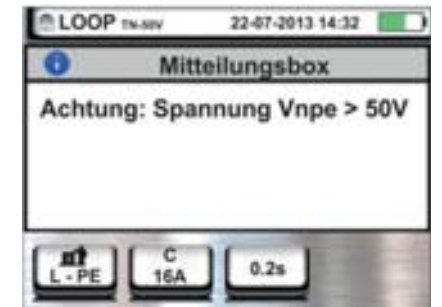 LOOP TN-50V 22-07-2013 14:32
Mitteilungsbox
Achtung: Spannung Vnpe > 50V
L - PE
C
16A
0.2s